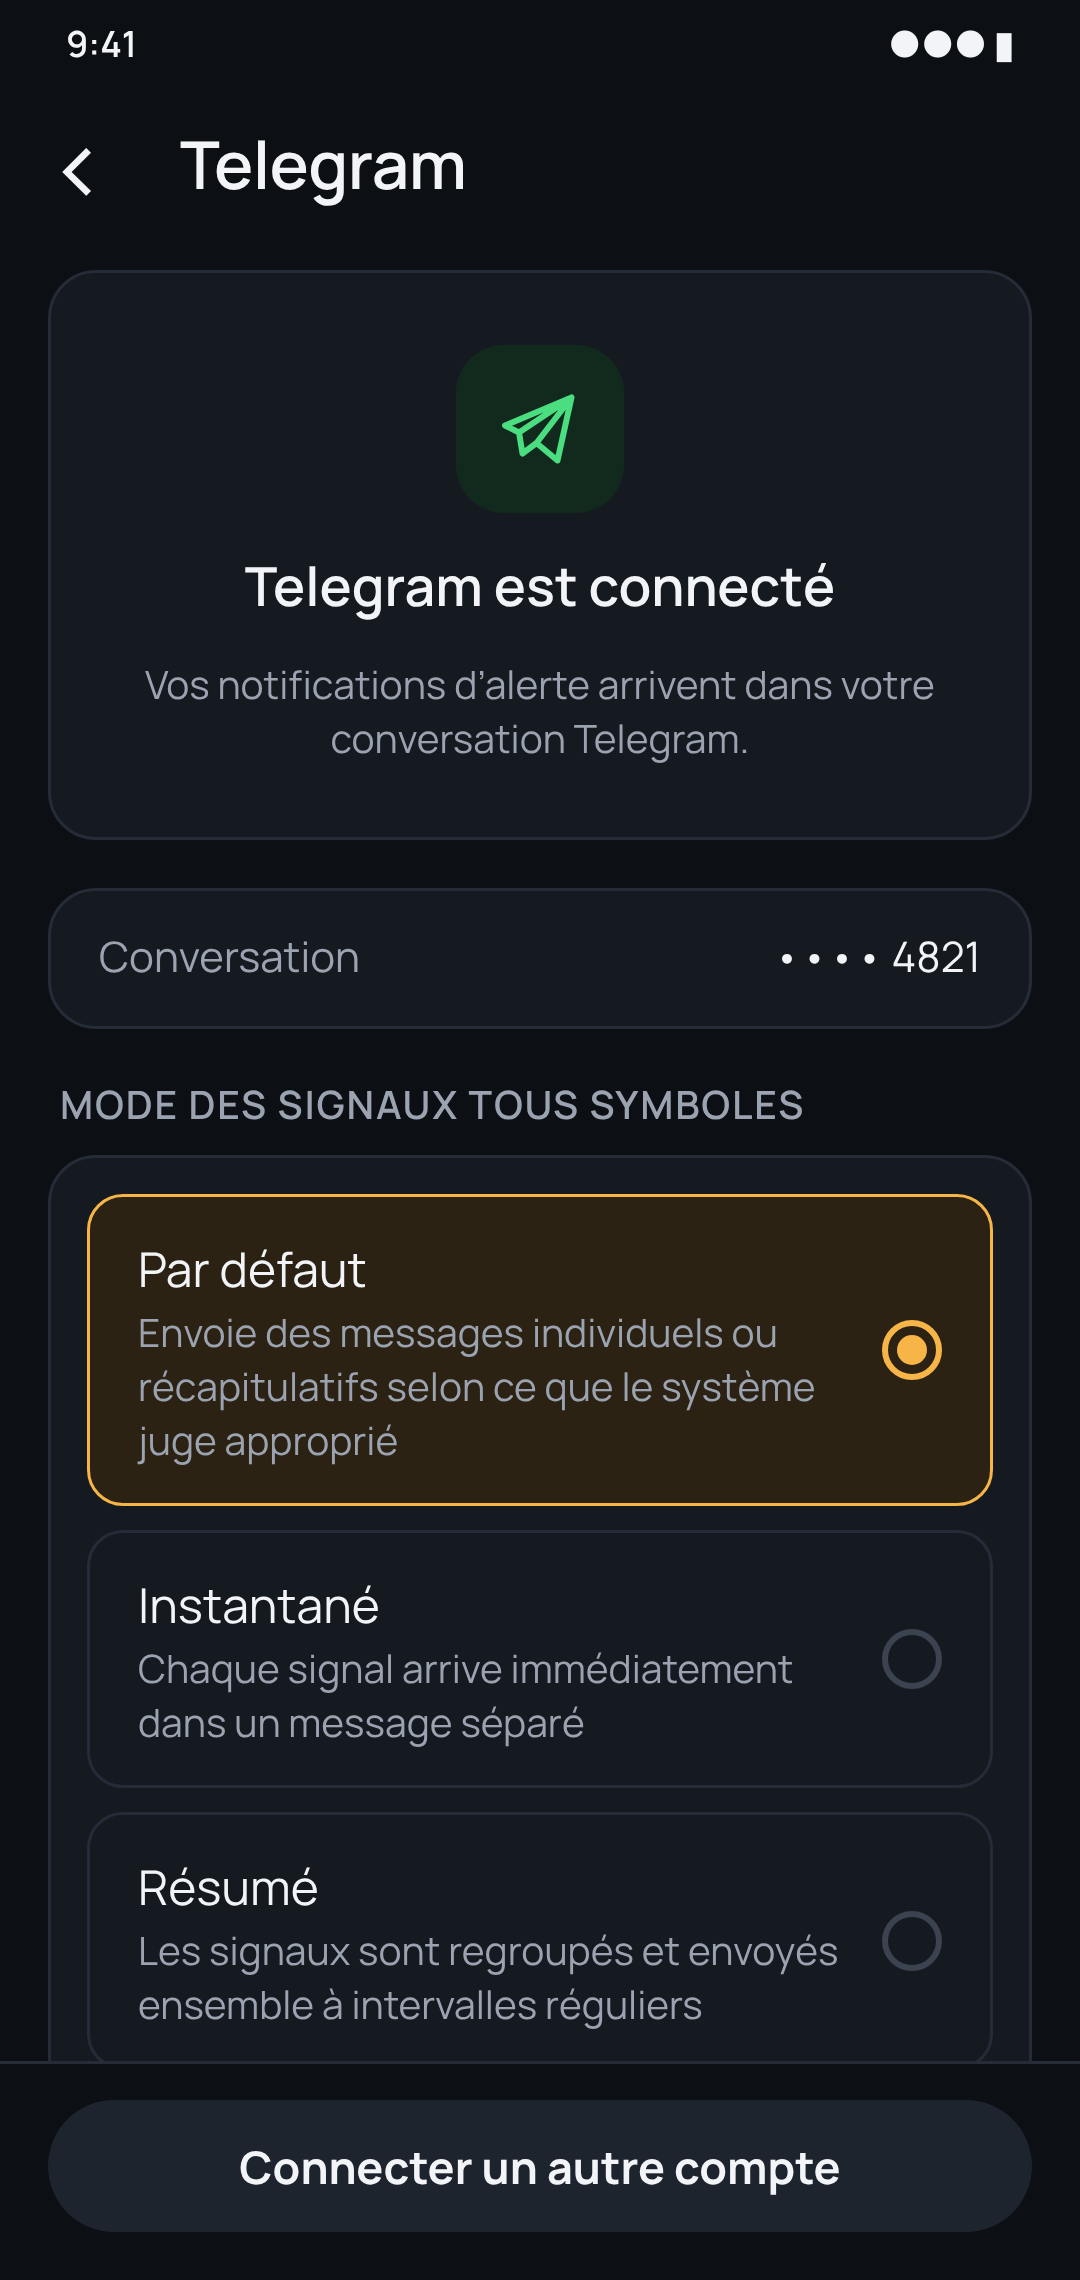 9:41
Telegram
Telegram est connecté
Vos notifications d’alerte arrivent dans votre
conversation Telegram.
Conversation
• • • • 4821
MODE DES SIGNAUX TOUS SYMBOLES
Par défaut
Envoie des messages individuels ou
récapitulatifs selon ce que le système
juge approprié
Instantané
Chaque signal arrive immédiatement
dans un message séparé
Résumé
Les signaux sont regroupés et envoyés
ensemble à intervalles réguliers
Connecter un autre compte